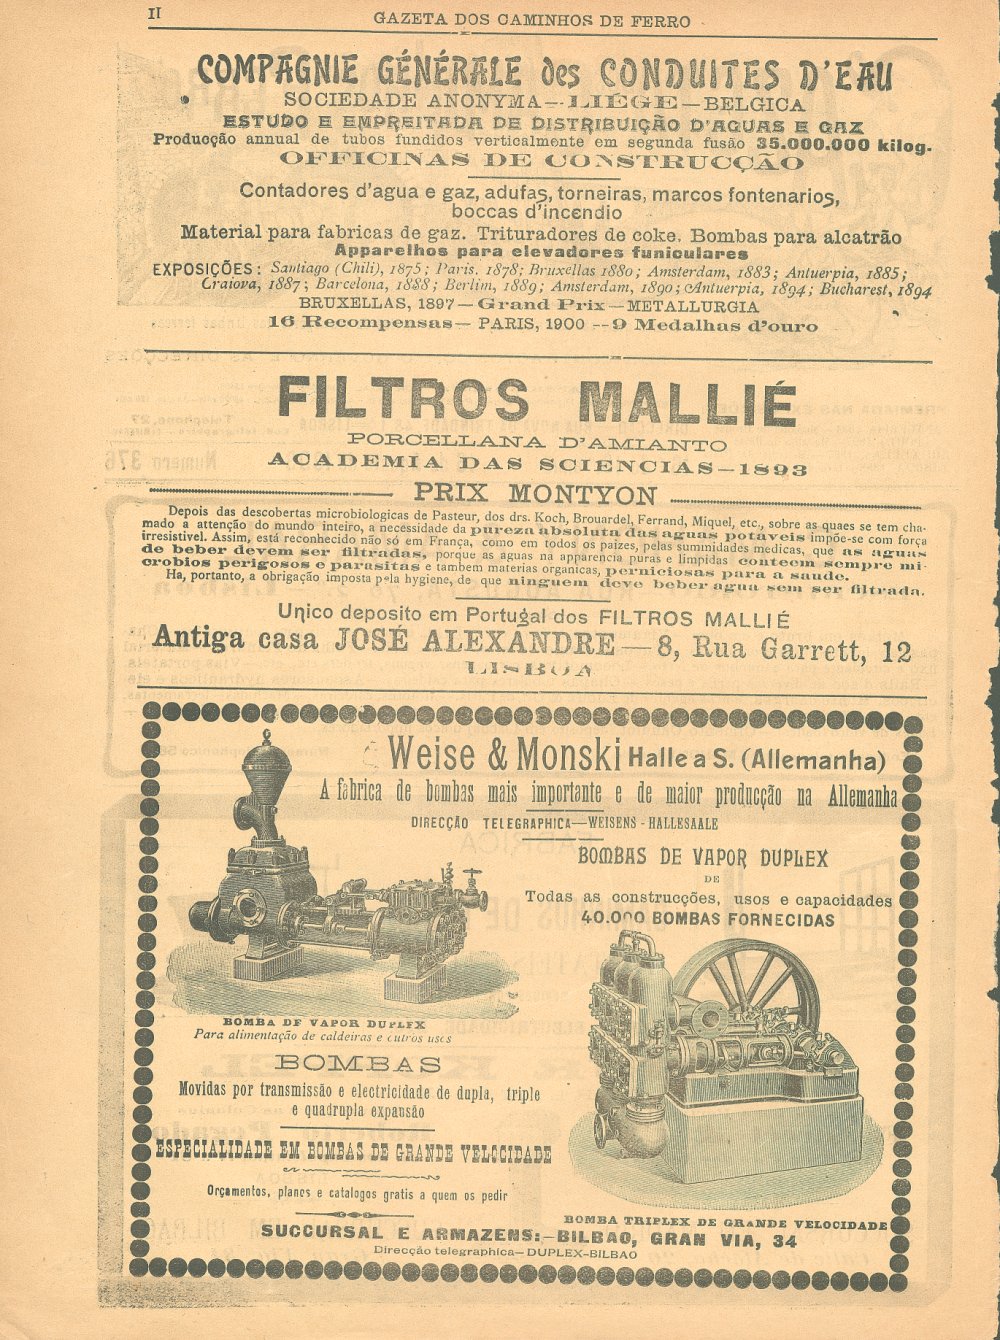 II
GAZETA DOS CAMINHOS DE FERRO
COMPAGNIE GÉNÉRALE des CONDUITES D'EAU
SOCIEDADE ANONYMA—LIÉGE—BELGICA
ESTUDO E EMPREITADA DE DISTRIBUIÇÃO D'AGUAS E GAZ
Producção annual de tubos fundidos verticalmente em segunda fusão 35.000.000 kilog.
OFFICINAS DE CONSTRUCÇÃO
Contadores d'agua e gaz, adufas, torneiras, marcos fontenarios,
boccas d'incendio
Material para fabricas de gaz. Trituradores de coke. Bombas para alcatrão
Apparelhos para elevadores funiculares
EXPOSIÇÕES: Santiago (Chili), 1875; Paris, 1878; Bruxellas 1880; Amsterdam, 1883; Antuerpia, 1885;
Craiova, 1887; Barcelona, 1888; Berlim, 1889; Amsterdam, 1890; Antuerpia, 1894; Bucharest, 1894
BRUXELLAS, 1897—Grand Prix—METALLURGIA
16 Recompensas—PARIS, 1900--9 Medalhas d'ouro
FILTROS MALLIÉ
PORCELLANA D'AMIANTO
ACADEMIA DAS SCIENCIAS—1893
PRIX MONTYON
Depois das descobertas microbiologicas de Pasteur, dos drs. Koch, Brouardel, Ferrand, Miquel, etc., sobre as quaes se tem cha-
mado a attenção do mundo inteiro, a necessidade da pureza absoluta das aguas potaveis impõe-se com força
irresistivel. Assim, está reconhecido não só em França, como em todos os paizes, pelas summidades medicas, que as aguas
de beber devem ser filtradas, porque as aguas na apparencia puras e limpidas conteem sempre mi-
crobios perigosos e parasitas e tambem materias organicas, perniciosas para a saude.
Ha, portanto, a obrigação imposta pela hygiene, de que ninguem deve beber agua sem ser filtrada.
Unico deposito em Portugal dos FILTROS MALLIÉ
Antiga casa JOSÉ ALEXANDRE—8, Rua Garrett, 12
LISBOA
Weise & Monski Halle a S. (Allemanha)
A fabrica de bombas mais importante e de maior producção na Allemanha
DIRECÇÃO TELEGRAPHICA—WEISENS-HALLESAALE
BOMBAS DE VAPOR DUPLEX
DE
Todas as construcções, usos e capacidades
40.000 BOMBAS FORNECIDAS
BOMBA DE VAPOR DUPLEX
Para alimentação de caldeiras e outros usos
BOMBAS
Movidas por transmissão e electricidade de dupla, triple
e quadrupla expansão
ESPECIALIDADE EM BOMBAS DE GRANDE VELOCIDADE
Orçamentos, planos e catalogos gratis a quem os pedir
BOMBA TRIPLEX DE GRANDE VELOCIDADE
SUCCURSAL E ARMAZENS:—BILBAO, GRAN VIA, 34
Direcção telegraphica—DUPLEX-BILBAO